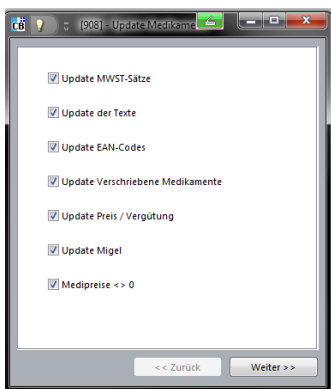 CB
[908] - Update Medikame
Update MWST-Sätze
Update der Texte
Update EAN-Codes
Update Verschriebene Medikamente
Update Preis / Vergütung
Update Migel
Medipreise <> 0
<< Zurück
Weiter >>